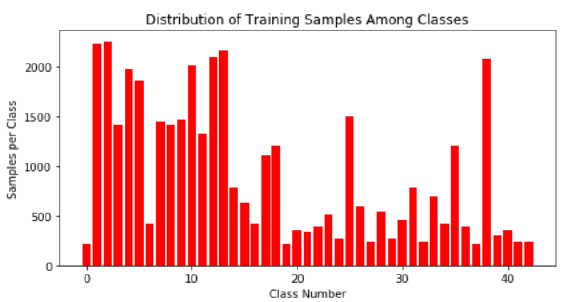 Distribution of Training Samples Among Classes
Samples per Class
2000
1500
1000
500
0
0 10 20 30 40
Class Number